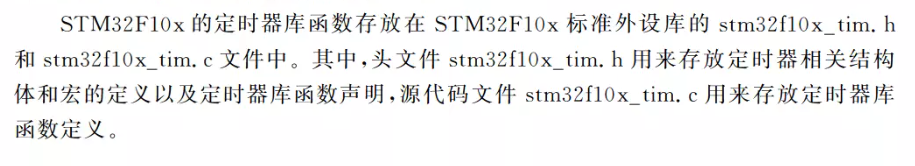 STM32F10x 的定时器库函数存放在 STM32F10x 标准外设库的 stm32f10x_tim. h
和 stm32f10x_tim. c 文件中。其中,头文件 stm32f10x_tim. h 用来存放定时器相关结构
体和宏的定义以及定时器库函数声明,源代码文件 stm32f10x_tim. c 用来存放定时器库
函数定义。